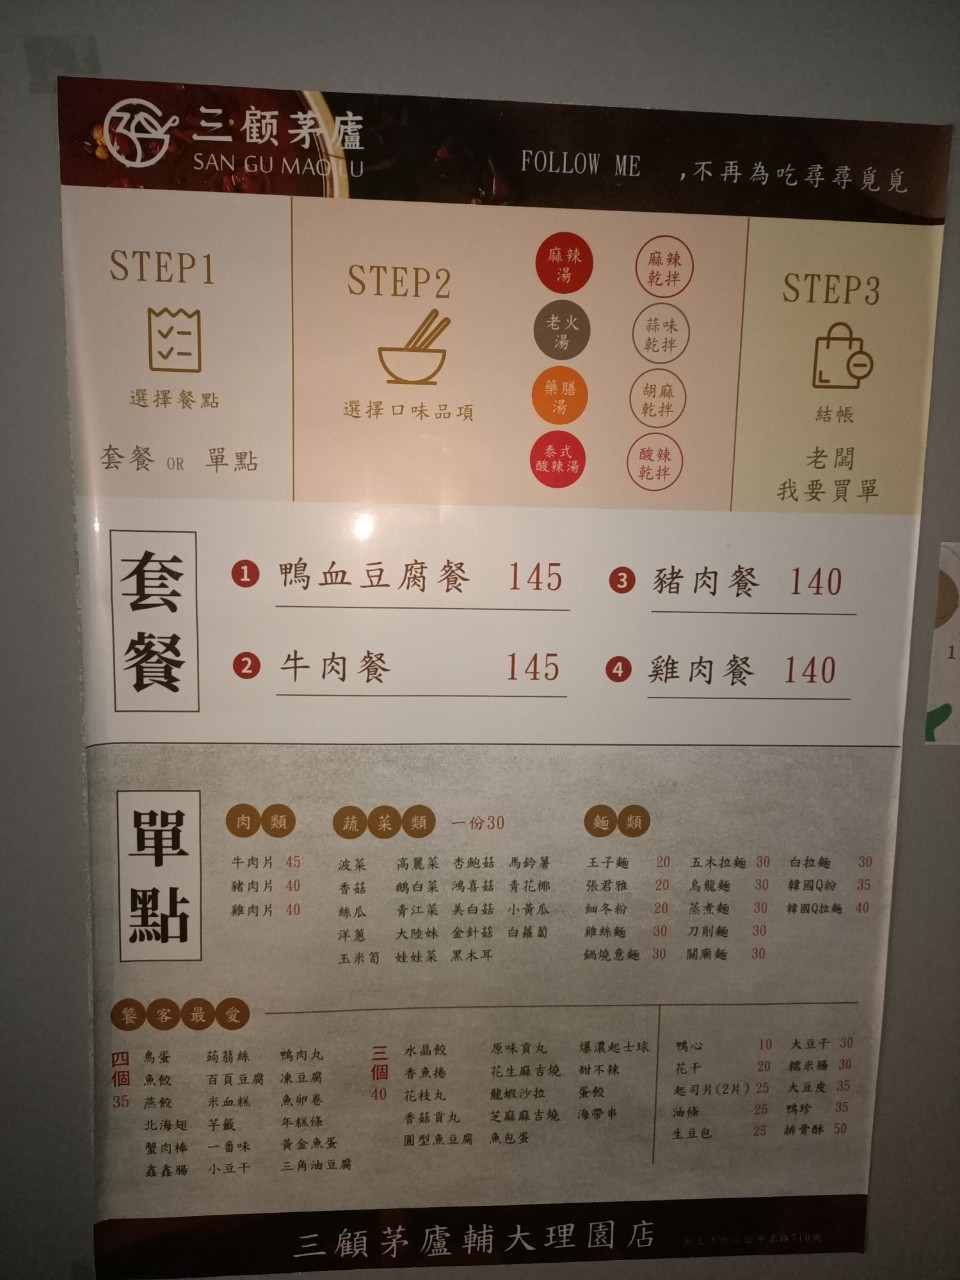 三顧茅廬
SAN GU MAO LU
FOLLOW ME ,不再為吃尋尋覓覓
STEP1
選擇餐點
套餐 OR 單點
STEP2
選擇口味品項
麻辣湯
麻辣乾拌
老火湯
蒜味乾拌
藥膳湯
胡麻乾拌
泰式酸辣湯
酸辣乾拌
STEP3
結帳
老闆
我要買單
套餐
1 鴨血豆腐餐 145
2 牛肉餐 145
3 豬肉餐 140
4 雞肉餐 140
單點
肉類
牛肉片 45
豬肉片 40
雞肉片 40
蔬菜類 一份30
波菜 高麗菜 杏鮑菇 馬鈴薯
香菇 鵝白菜 鴻喜菇 青花椰
絲瓜 青江菜 美白菇 小黃瓜
洋蔥 大陸妹 金針菇 白蘿蔔
玉米筍 娃娃菜 黑木耳
麵類
王子麵 20 五木拉麵 30 白拉麵 30
張君雅 20 烏龍麵 30 韓國Q粉 35
細冬粉 20 蒸煮麵 30 韓國Q拉麵 40
雞絲麵 30 刀削麵 30
鍋燒意麵 30 關廟麵 30
饕客最愛
四個 35
鳥蛋 蒟蒻絲 鴨肉丸
魚餃 百頁豆腐 凍豆腐
燕餃 米血糕 魚卵卷
北海翅 芋籤 年糕條
蟹肉棒 一番味 黃金魚蛋
鑫鑫腸 小豆干 三角油豆腐
三個 40
水晶餃 原味貢丸 爆濃起士球
香魚捲 花生麻吉燒 甜不辣
花枝丸 龍蝦沙拉 蛋餃
香菇貢丸 芝麻麻吉燒 海帶串
圓型魚豆腐 魚包蛋
鴨心 10 大豆干 30
花干 20 糯米腸 30
起司片(2片) 25 大豆皮 35
油條 25 鴨珍 35
生豆包 25 排骨酥 50
三顧茅廬輔大理園店